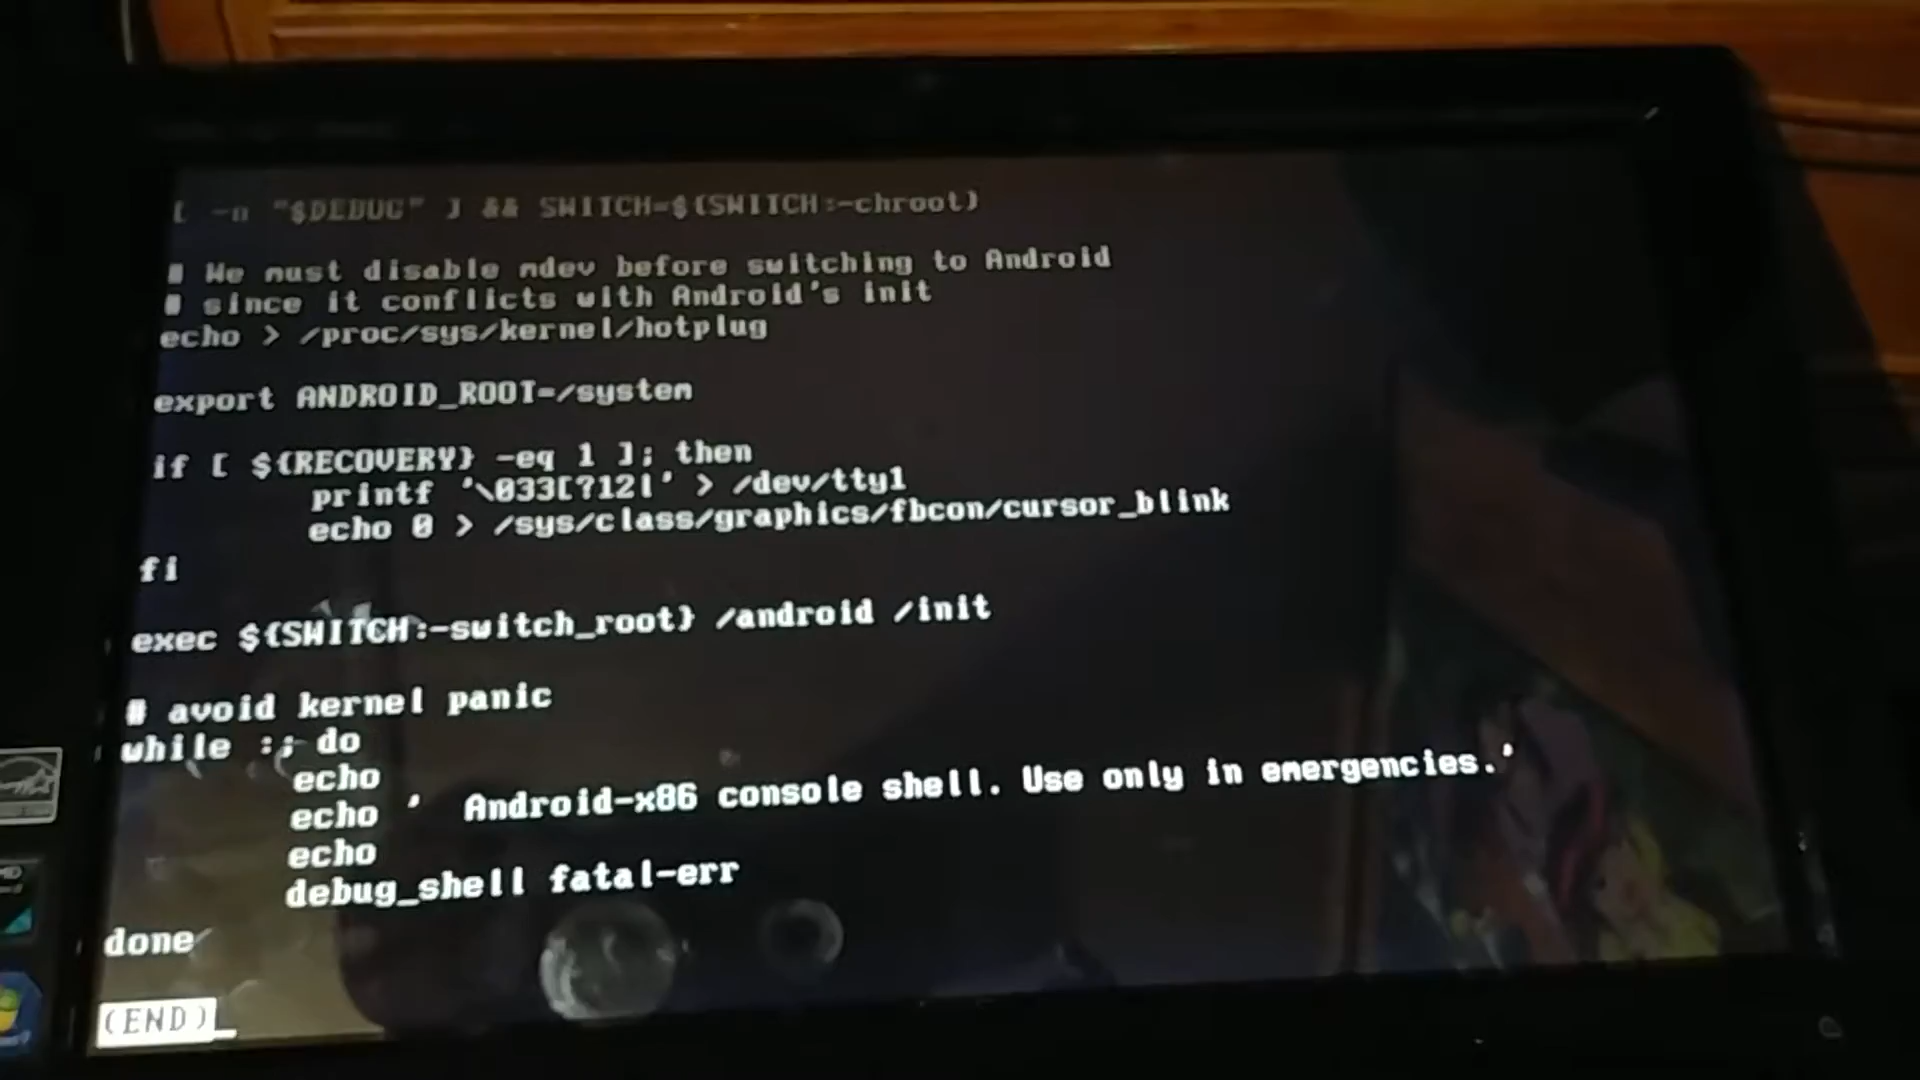 [ -n "$DEBUG" ] && SWITCH=${SWITCH:-chroot}
# We must disable mdev before switching to Android
# since it conflicts with Android's init
echo > /proc/sys/kernel/hotplug
export ANDROID_ROOT=/system
if [ ${RECOVERY} -eq 1 ]; then
printf '\033[?12l' > /dev/tty1
echo 0 > /sys/class/graphics/fbcon/cursor_blink
fi
exec ${SWITCH:-switch_root} /android /init
# avoid kernel panic
while :; do
echo
echo '  Android-x86 console shell. Use only in emergencies.'
echo
debug_shell fatal-err
done
(END)